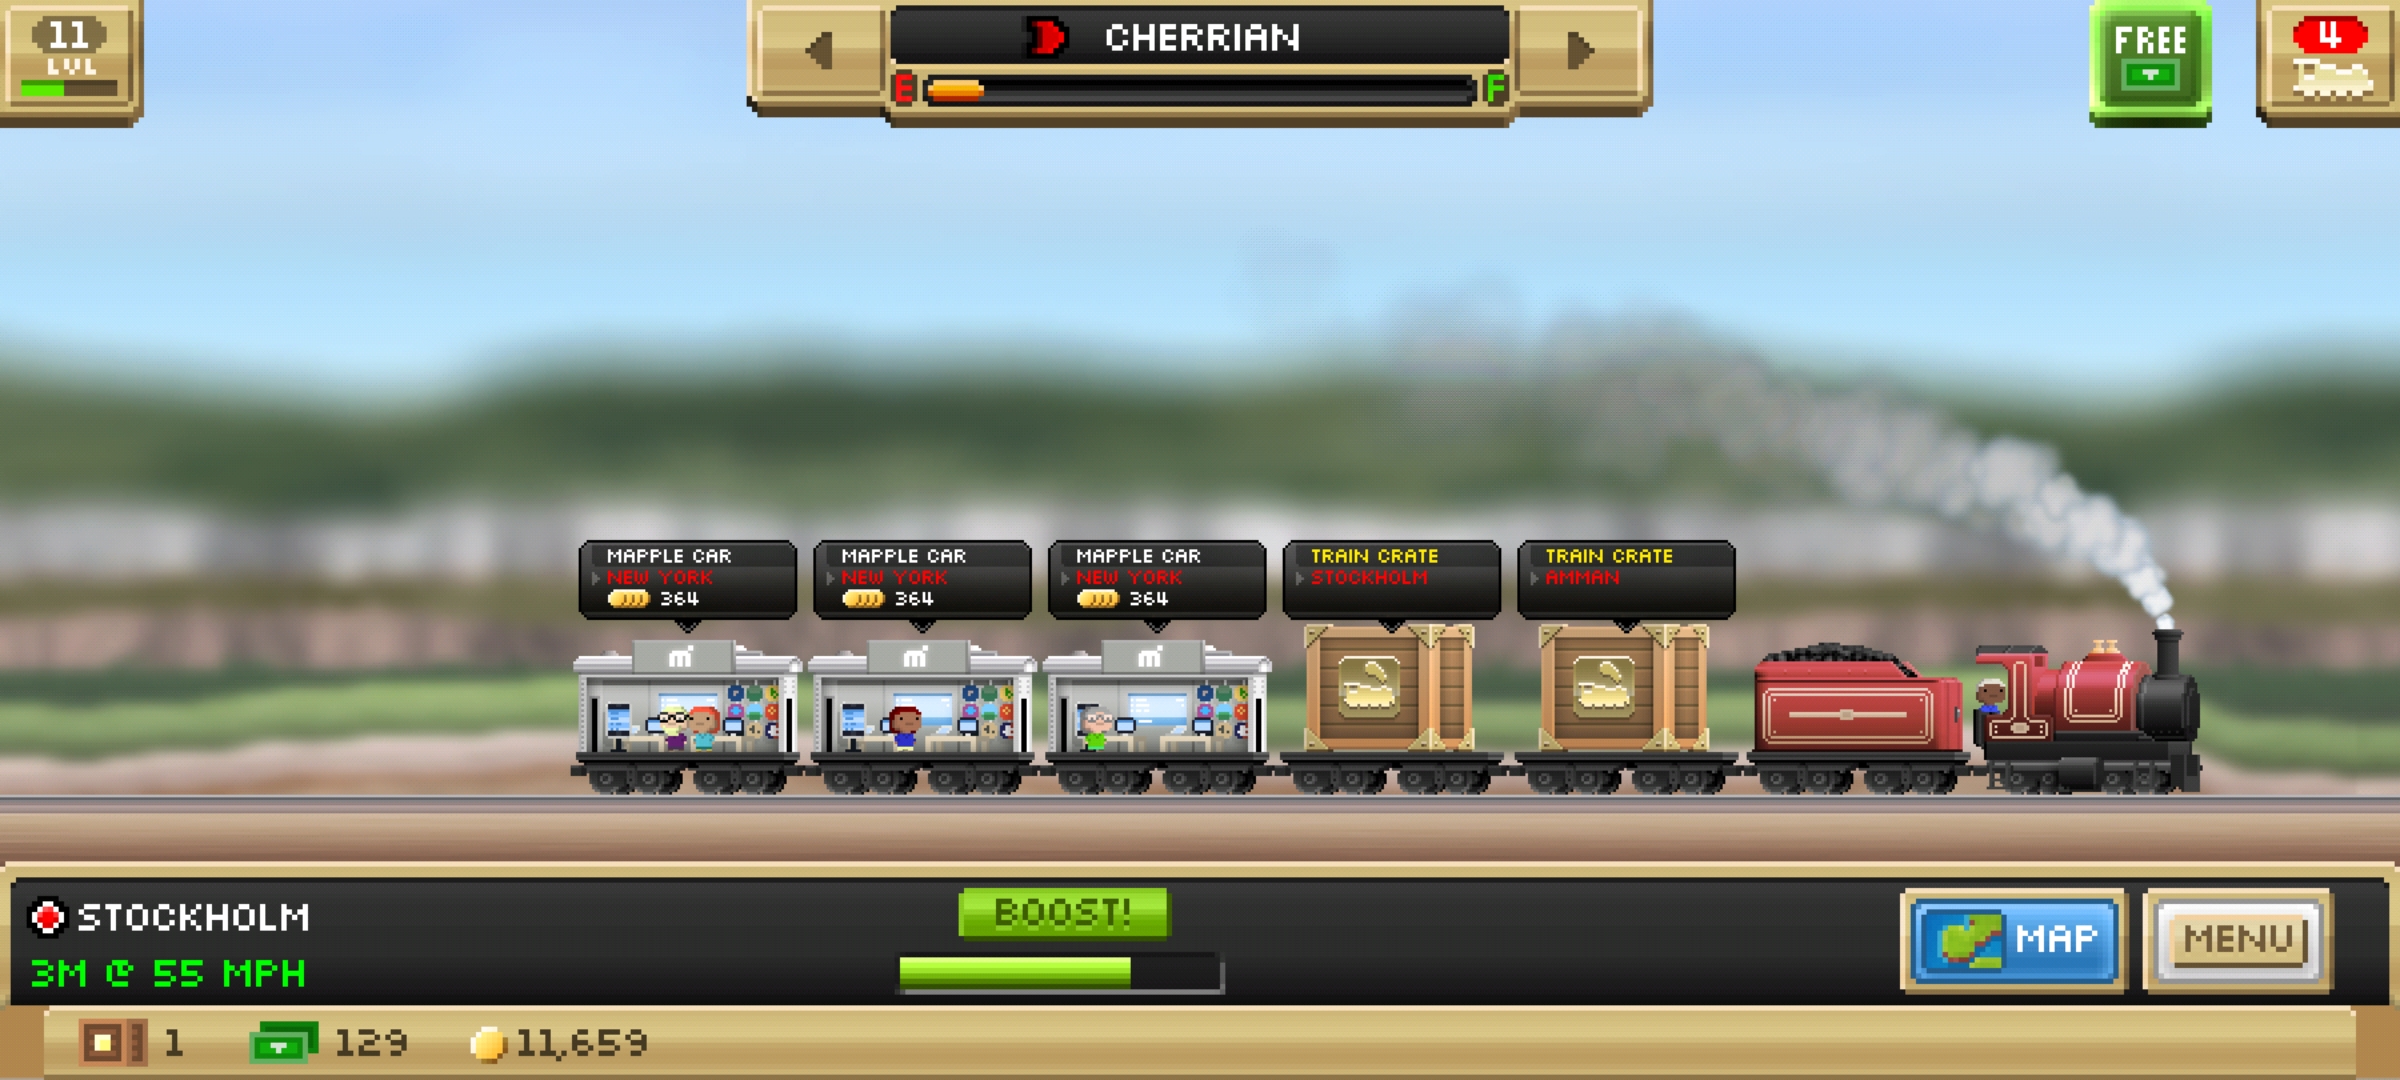 11
LVL
CHERRIAN
E F
FREE
4
MAPPLE CAR
NEW YORK
364
MAPPLE CAR
NEW YORK
364
MAPPLE CAR
NEW YORK
364
TRAIN CRATE
STOCKHOLM
TRAIN CRATE
AMMAN
m
m
m
STOCKHOLM
3M @ 55 MPH
BOOST!
MAP
MENU
1
129
11,659